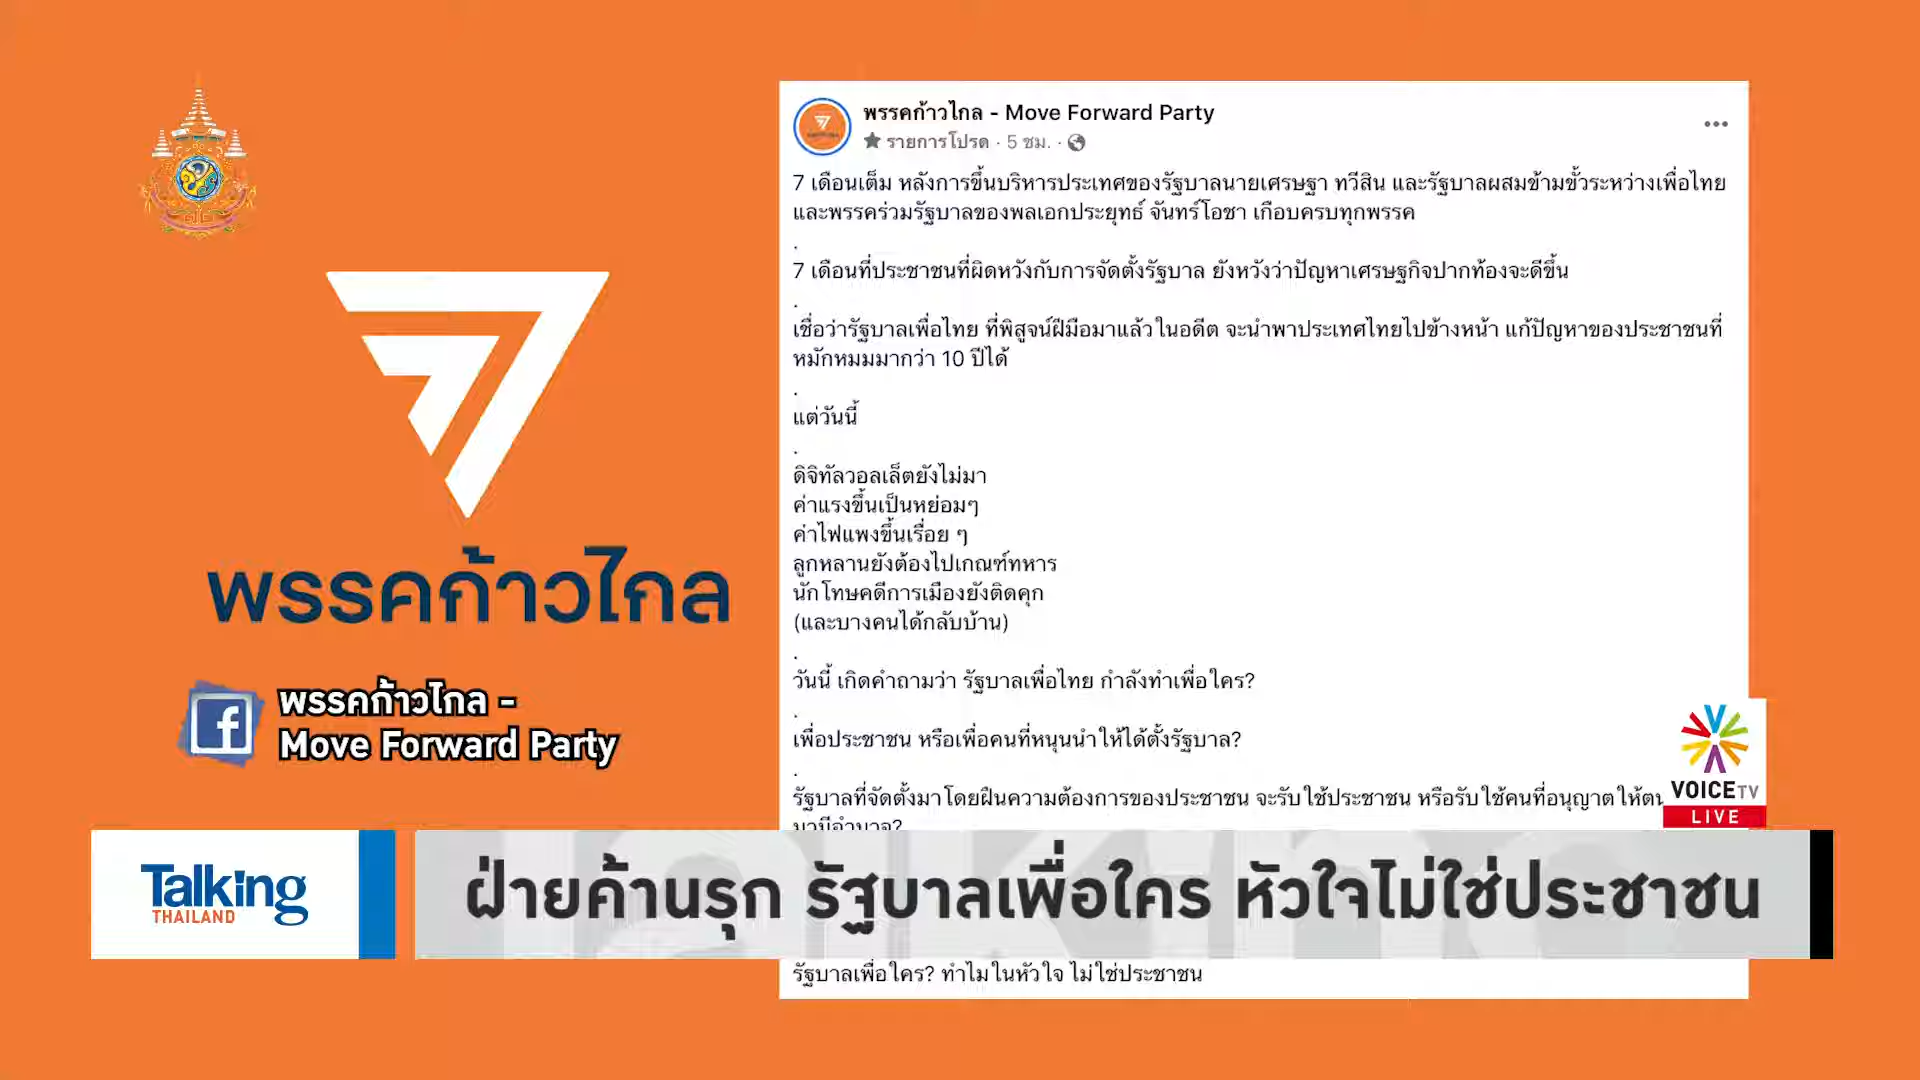 พรรคก้าวไกล - Move Forward Party
รายการโปรด · 5 ชม. ·
7 เดือนเต็ม หลังการขึ้นบริหารประเทศของรัฐบาลนายเศรษฐา ทวีสิน และรัฐบาลผสมข้ามขั้วระหว่างเพื่อไทย
และพรรคร่วมรัฐบาลของพลเอกประยุทธ์ จันทร์โอชา เกือบครบทุกพรรค
.
7 เดือนที่ประชาชนที่ผิดหวังกับการจัดตั้งรัฐบาล ยังหวังว่าปัญหาเศรษฐกิจปากท้องจะดีขึ้น
.
เชื่อว่ารัฐบาลเพื่อไทย ที่พิสูจน์ฝีมือมาแล้วในอดีต จะนำพาประเทศไทยไปข้างหน้า แก้ปัญหาของประชาชนที่
หมักหมมมากว่า 10 ปีได้
.
แต่วันนี้
.
ดิจิทัลวอลเล็ตยังไม่มา
ค่าแรงขึ้นเป็นหย่อมๆ
ค่าไฟแพงขึ้นเรื่อย ๆ
ลูกหลานยังต้องไปเกณฑ์ทหาร
นักโทษคดีการเมืองยังติดคุก
(และบางคนได้กลับบ้าน)
.
วันนี้ เกิดคำถามว่า รัฐบาลเพื่อไทย กำลังทำเพื่อใคร?
.
เพื่อประชาชน หรือเพื่อคนที่หนุนนำให้ได้ตั้งรัฐบาล?
.
รัฐบาลที่จัดตั้งมาโดยฝืนความต้องการของประชาชน จะรับใช้ประชาชน หรือรับใช้คนที่อนุญาตให้ตน
มามีอำนาจ?
รัฐบาลเพื่อใคร? ทำไมในหัวใจ ไม่ใช่ประชาชน
พรรคก้าวไกล
พรรคก้าวไกล -
Move Forward Party
VOICE TV
LIVE
Talking
THAILAND
ฝ่ายค้านรุก รัฐบาลเพื่อใคร หัวใจไม่ใช่ประชาชน